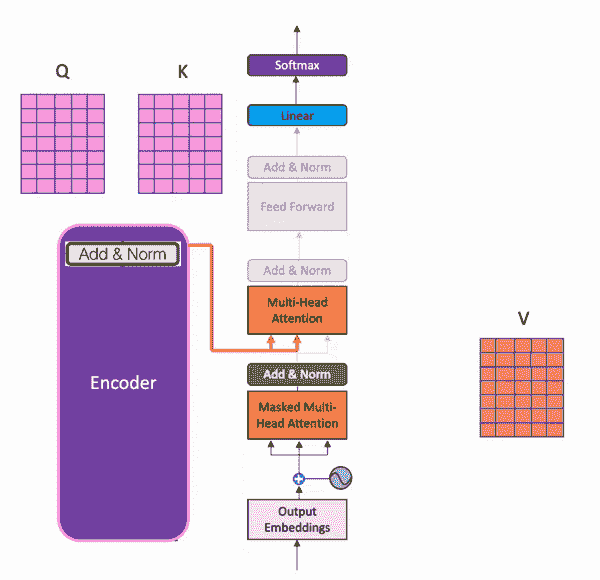 Softmax
Q
K
Linear
Add & Norm
Feed Forward
Add & Norm
Add & Norm
Multi-Head
Attention
V
Encoder
Add & Norm
Masked Multi-
Head Attention
Output
Embeddings